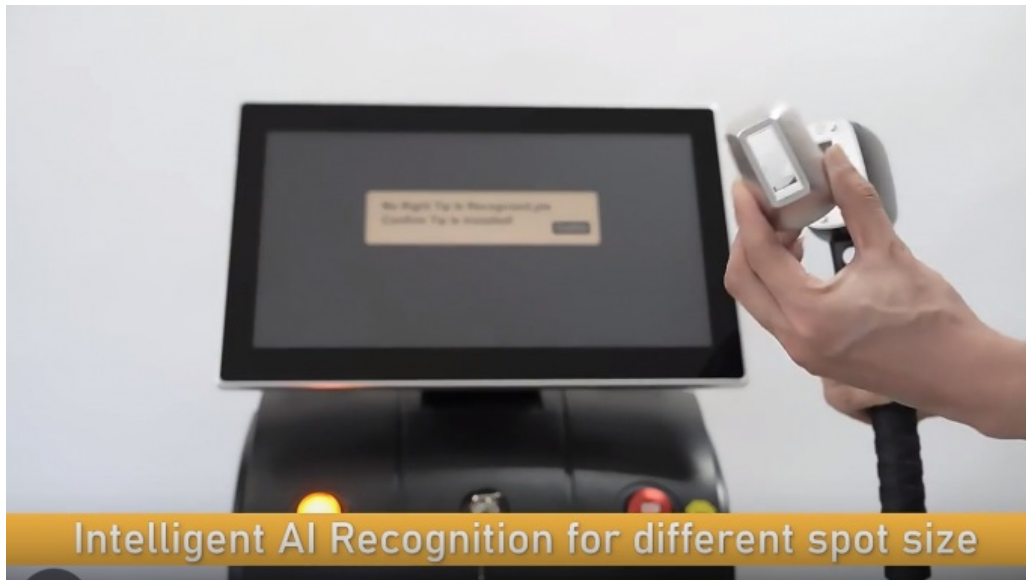 No Right Tip is Recognized,pls
Confirm Tip is installed!
Intelligent AI Recognition for different spot size